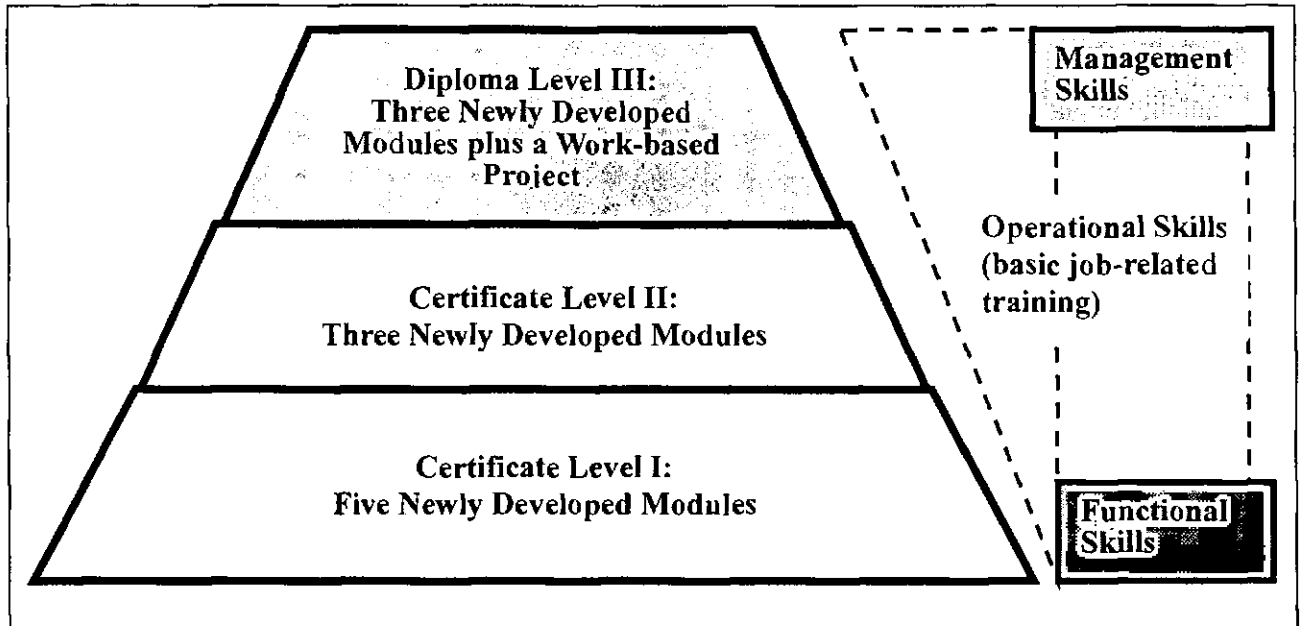 Diploma Level III:
Three Newly Developed
Modules plus a Work-based
Project
Certificate Level II:
Three Newly Developed Modules
Certificate Level I:
Five Newly Developed Modules
Management
Skills
Operational Skills
(basic job-related
training)
Functional
Skills